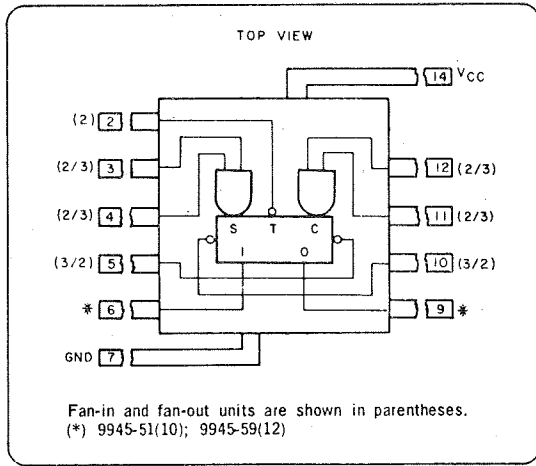 TOP VIEW
14 VCC
(2) 2
(2/3) 3
12 (2/3)
(2/3) 4
11 (2/3)
S T C
(3/2) 5
10 (3/2)
1 0
* 6
9 *
GND 7
Fan-in and fan-out units are shown in parentheses.
(*) 9945-51(10); 9945-59(12)